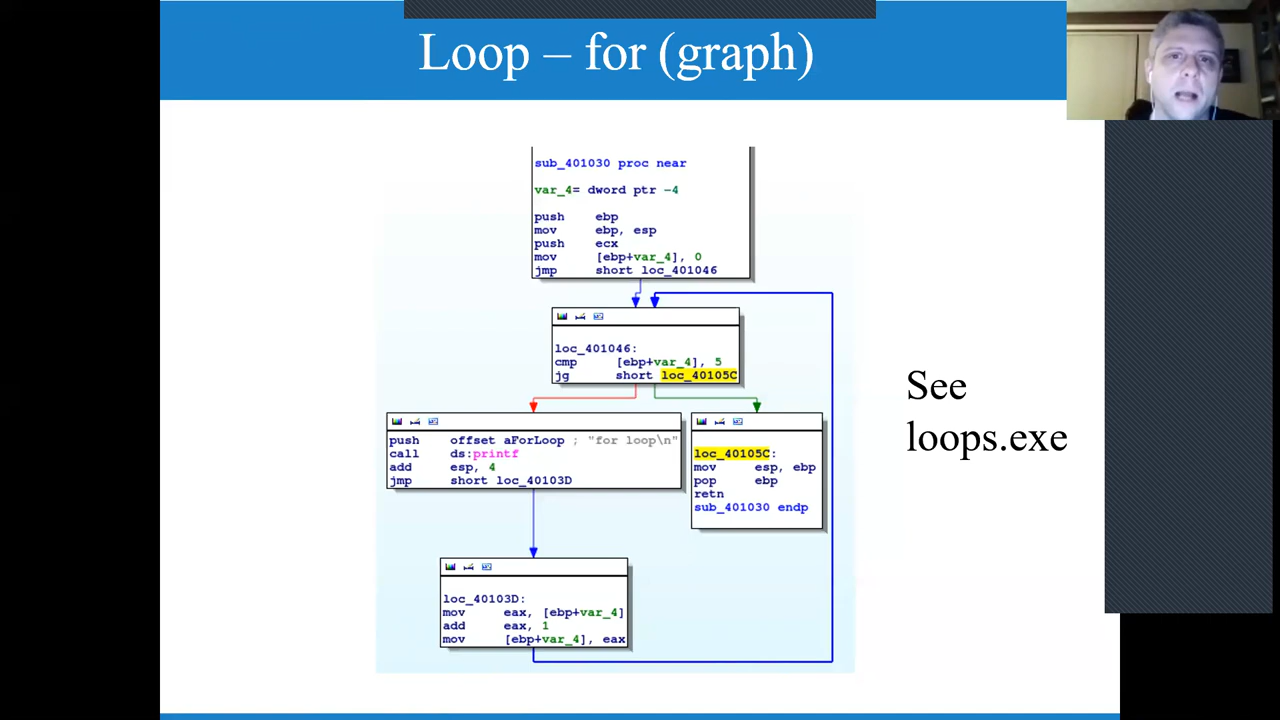 Loop – for (graph)
sub_401030 proc near
var_4= dword ptr -4
push ebp
mov ebp, esp
push ecx
mov [ebp+var_4], 0
jmp short loc_401046
loc_401046:
cmp [ebp+var_4], 5
jg short loc_40105C
push offset aForLoop ; "for loop\n"
call ds:printf
add esp, 4
jmp short loc_40103D
loc_40105C:
mov esp, ebp
pop ebp
retn
sub_401030 endp
loc_40103D:
mov eax, [ebp+var_4]
add eax, 1
mov [ebp+var_4], eax
See
loops.exe